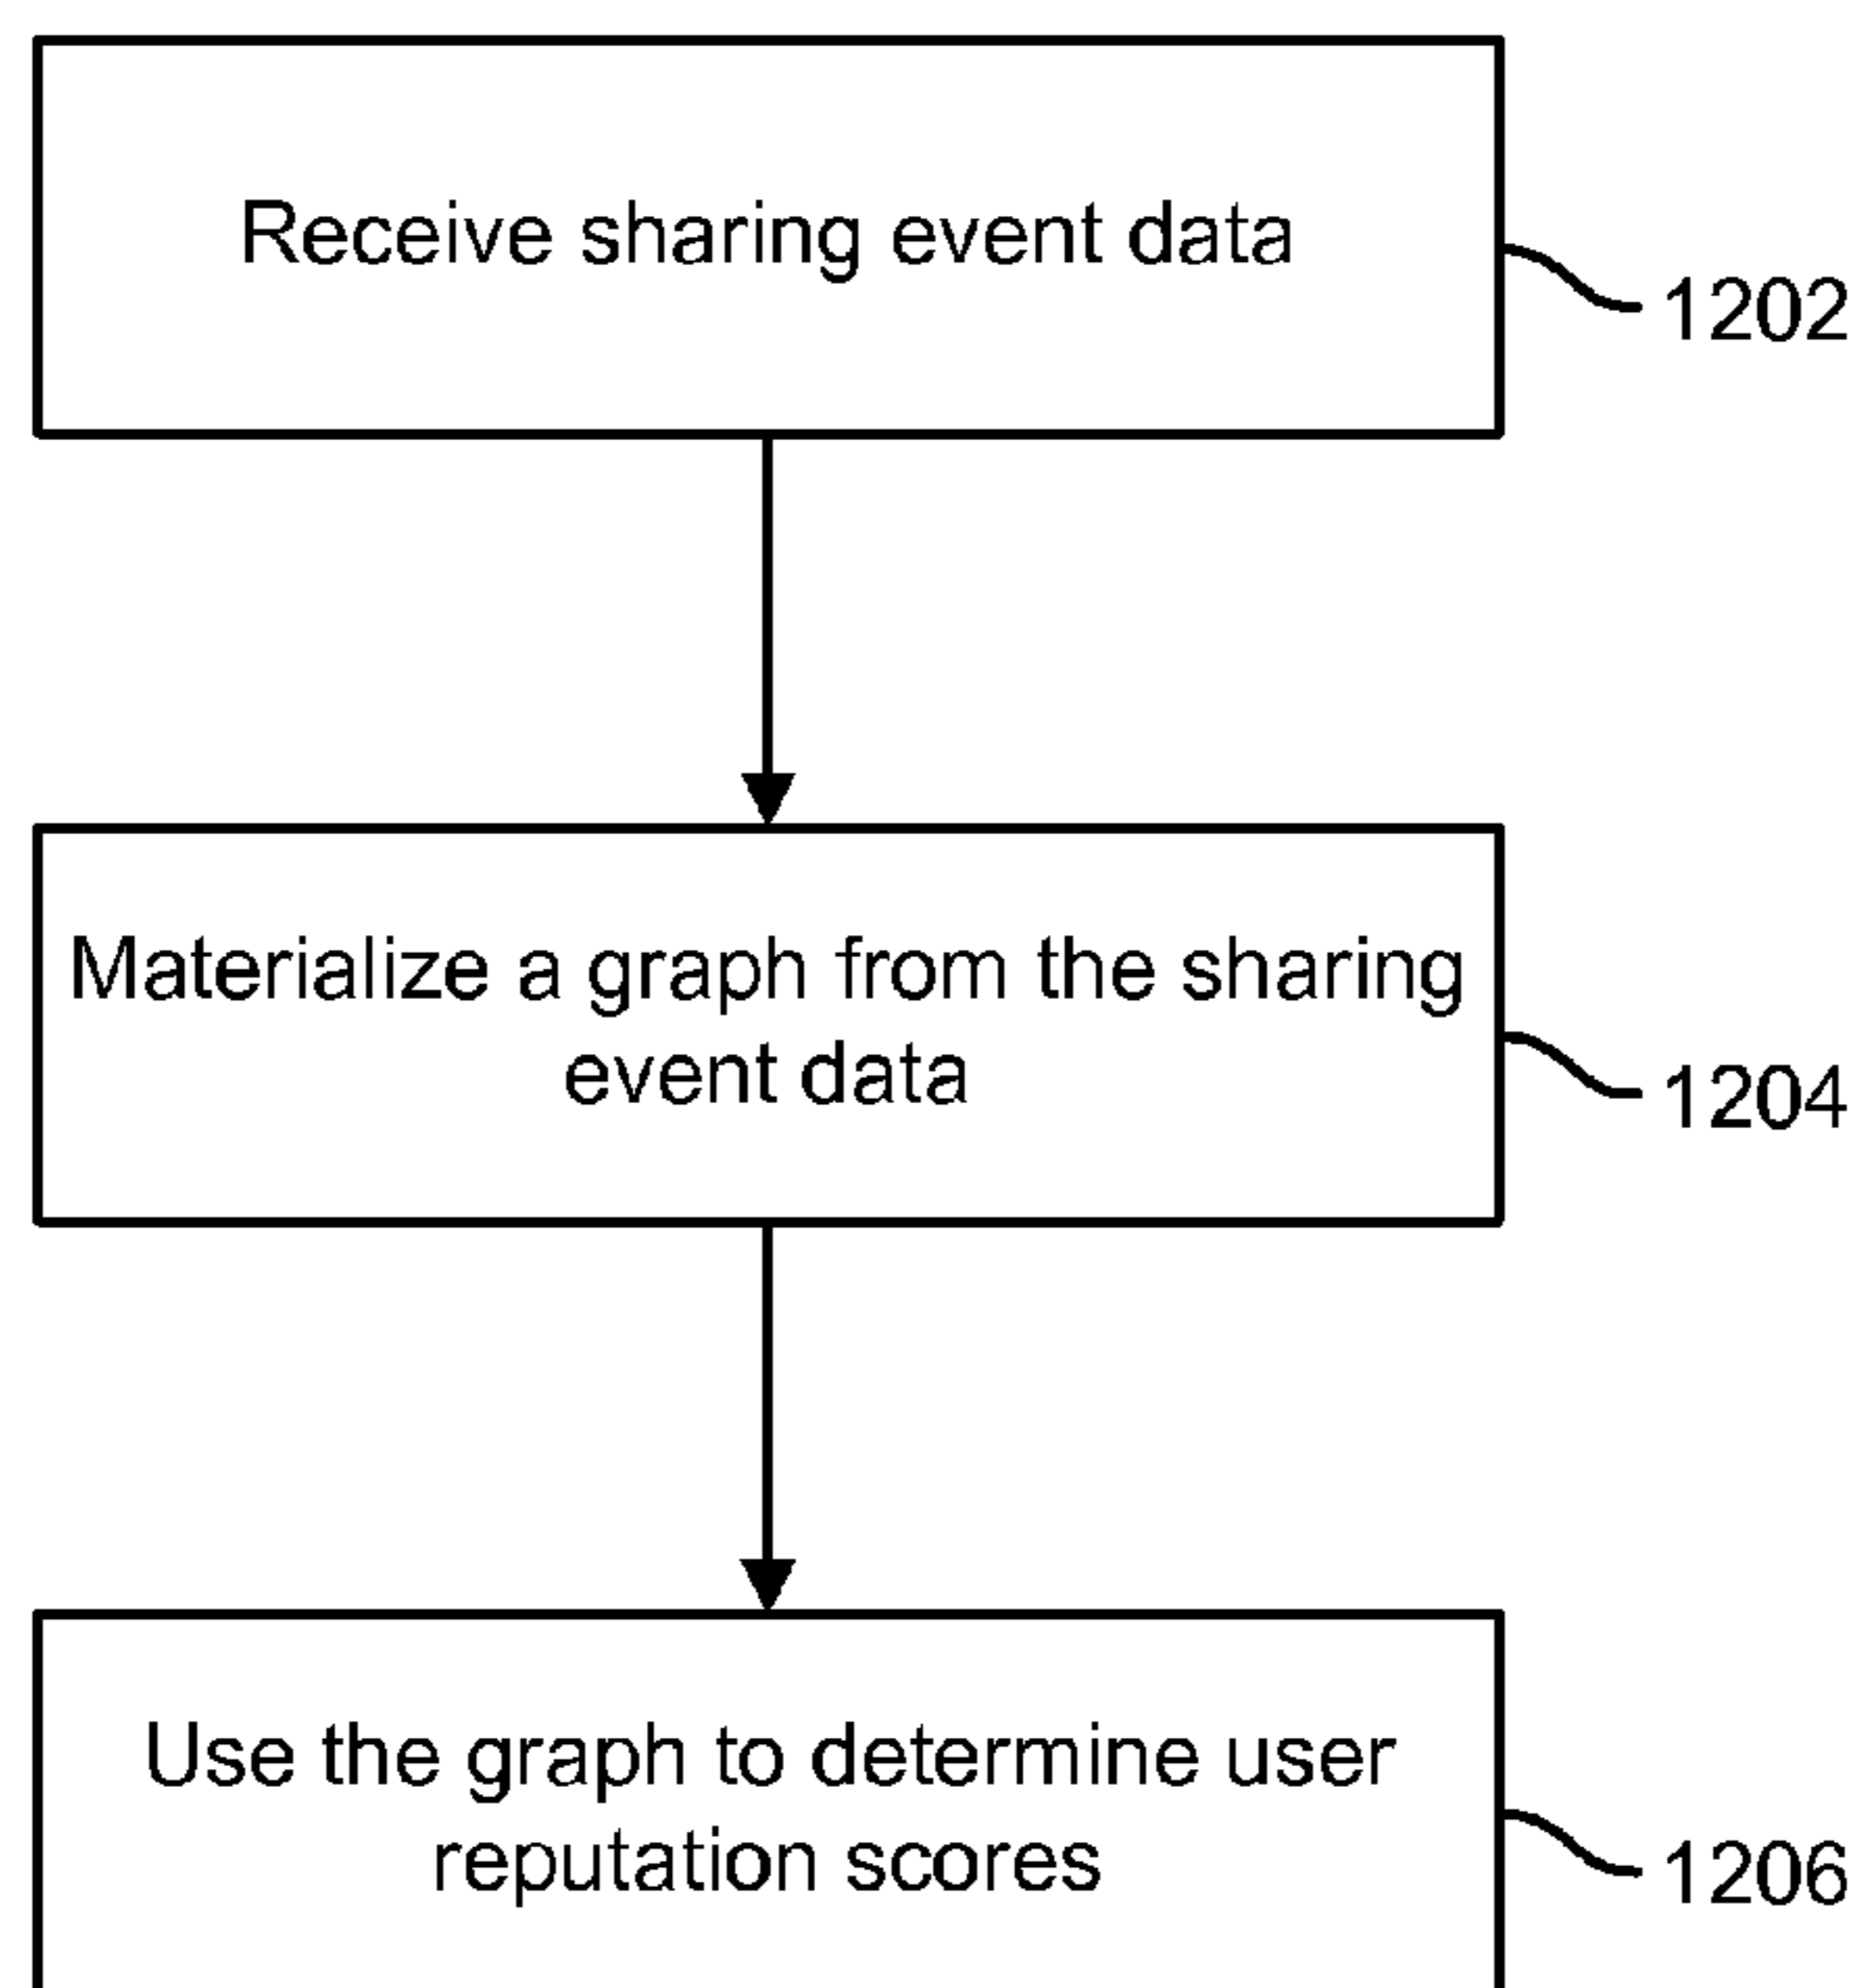 Receive sharing event data
1202
Materialize a graph from the sharing
event data
1204
Use the graph to determine user
reputation scores
1206